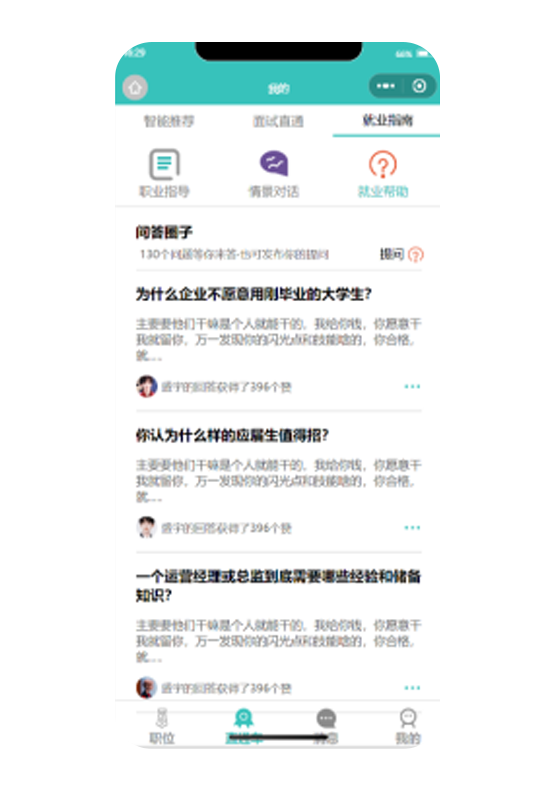 66%
我的
智能推荐 面试直通 就业指南
职业指导 情景对话 就业帮助
问答圈子
130个问题等你来答·也可发布你的提问 提问
为什么企业不愿意用刚毕业的大学生?
主要要他们干嘛是个人就能干的，我给你钱，你愿意干
我就留你，万一发现你的闪光点和技能啥的，你合格。
就....
盛宇的回答获得了396个赞
你认为什么样的应届生值得招?
主要要他们干嘛是个人就能干的，我给你钱，你愿意干
我就留你，万一发现你的闪光点和技能啥的，你合格。
就....
盛宇的回答获得了396个赞
一个运营经理或总监到底需要哪些经验和储备
知识?
主要要他们干嘛是个人就能干的，我给你钱，你愿意干
我就留你，万一发现你的闪光点和技能啥的，你合格。
就....
盛宇的回答获得了396个赞
职位 直通车 消息 我的